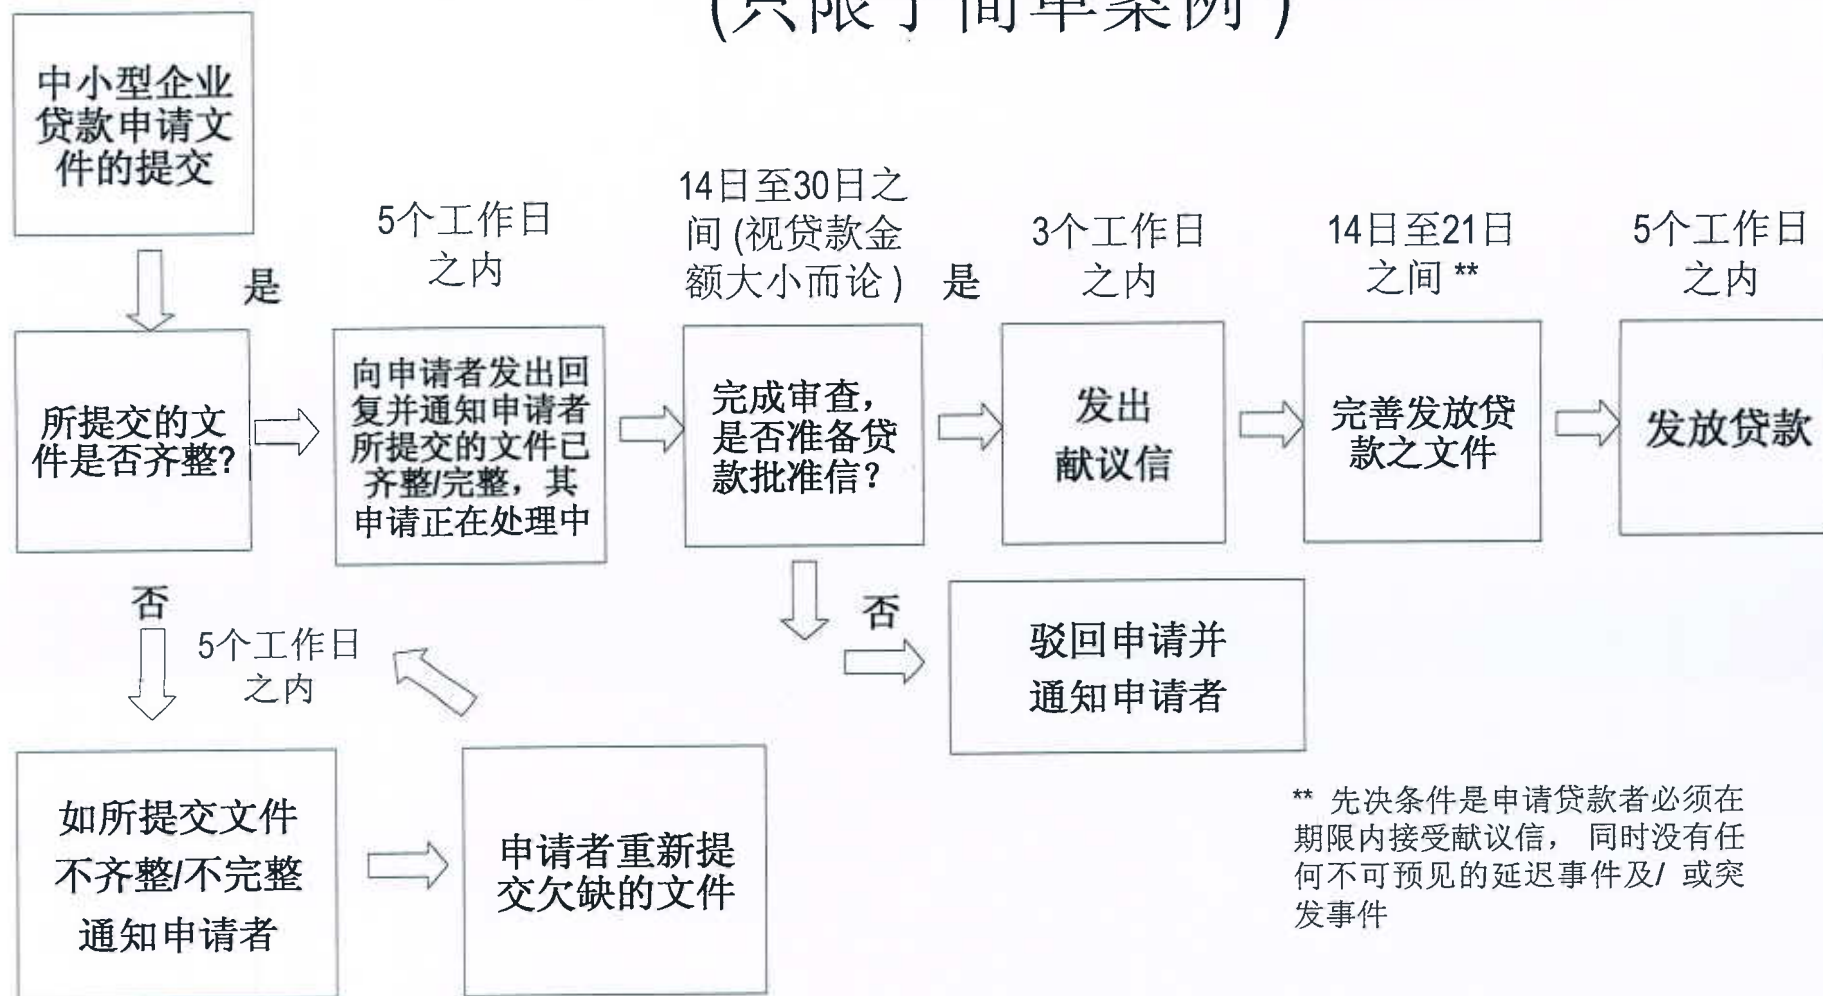 (只限于简单案例)
中小型企业
贷款申请文
件的提交
是
5个工作日
之内
14日至30日之
间 (视贷款金
额大小而论)
是
3个工作日
之内
14日至21日
之间 **
5个工作日
之内
所提交的文
件是否齐整?
向申请者发出回
复并通知申请者
所提交的文件已
齐整/完整，其
申请正在处理中
完成审查，
是否准备贷
款批准信？
发出
献议信
完善发放贷
款之文件
发放贷款
否
5个工作日
之内
否
驳回申请并
通知申请者
如所提交文件
不齐整/不完整
通知申请者
申请者重新提
交欠缺的文件
** 先决条件是申请贷款者必须在
期限内接受献议信， 同时没有任
何不可预见的延迟事件及/ 或突
发事件